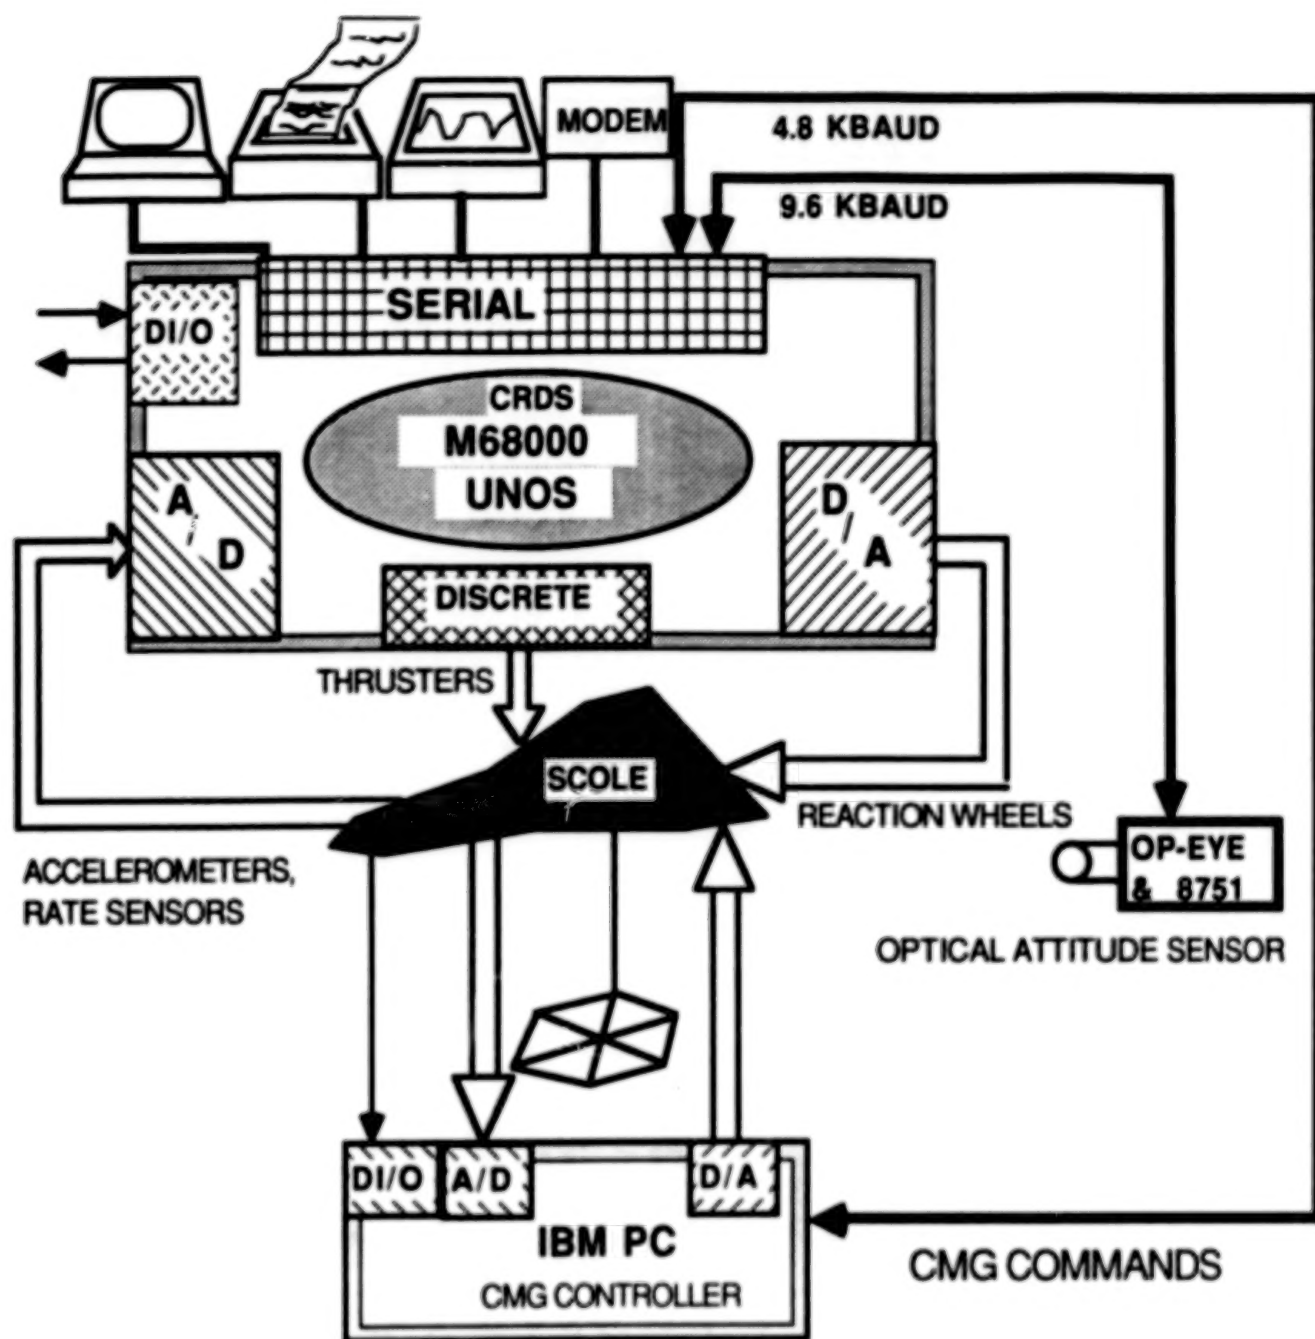 MODEM
4.8 KBAUD
9.6 KBAUD
SERIAL
DI/O
CRDS
M68000
UNOS
A/D
D/A
DISCRETE
THRUSTERS
SCOLE
REACTION WHEELS
ACCELEROMETERS,
RATE SENSORS
OP-EYE
& 8751
OPTICAL ATTITUDE SENSOR
DI/O
A/D
D/A
IBM PC
CMG CONTROLLER
CMG COMMANDS